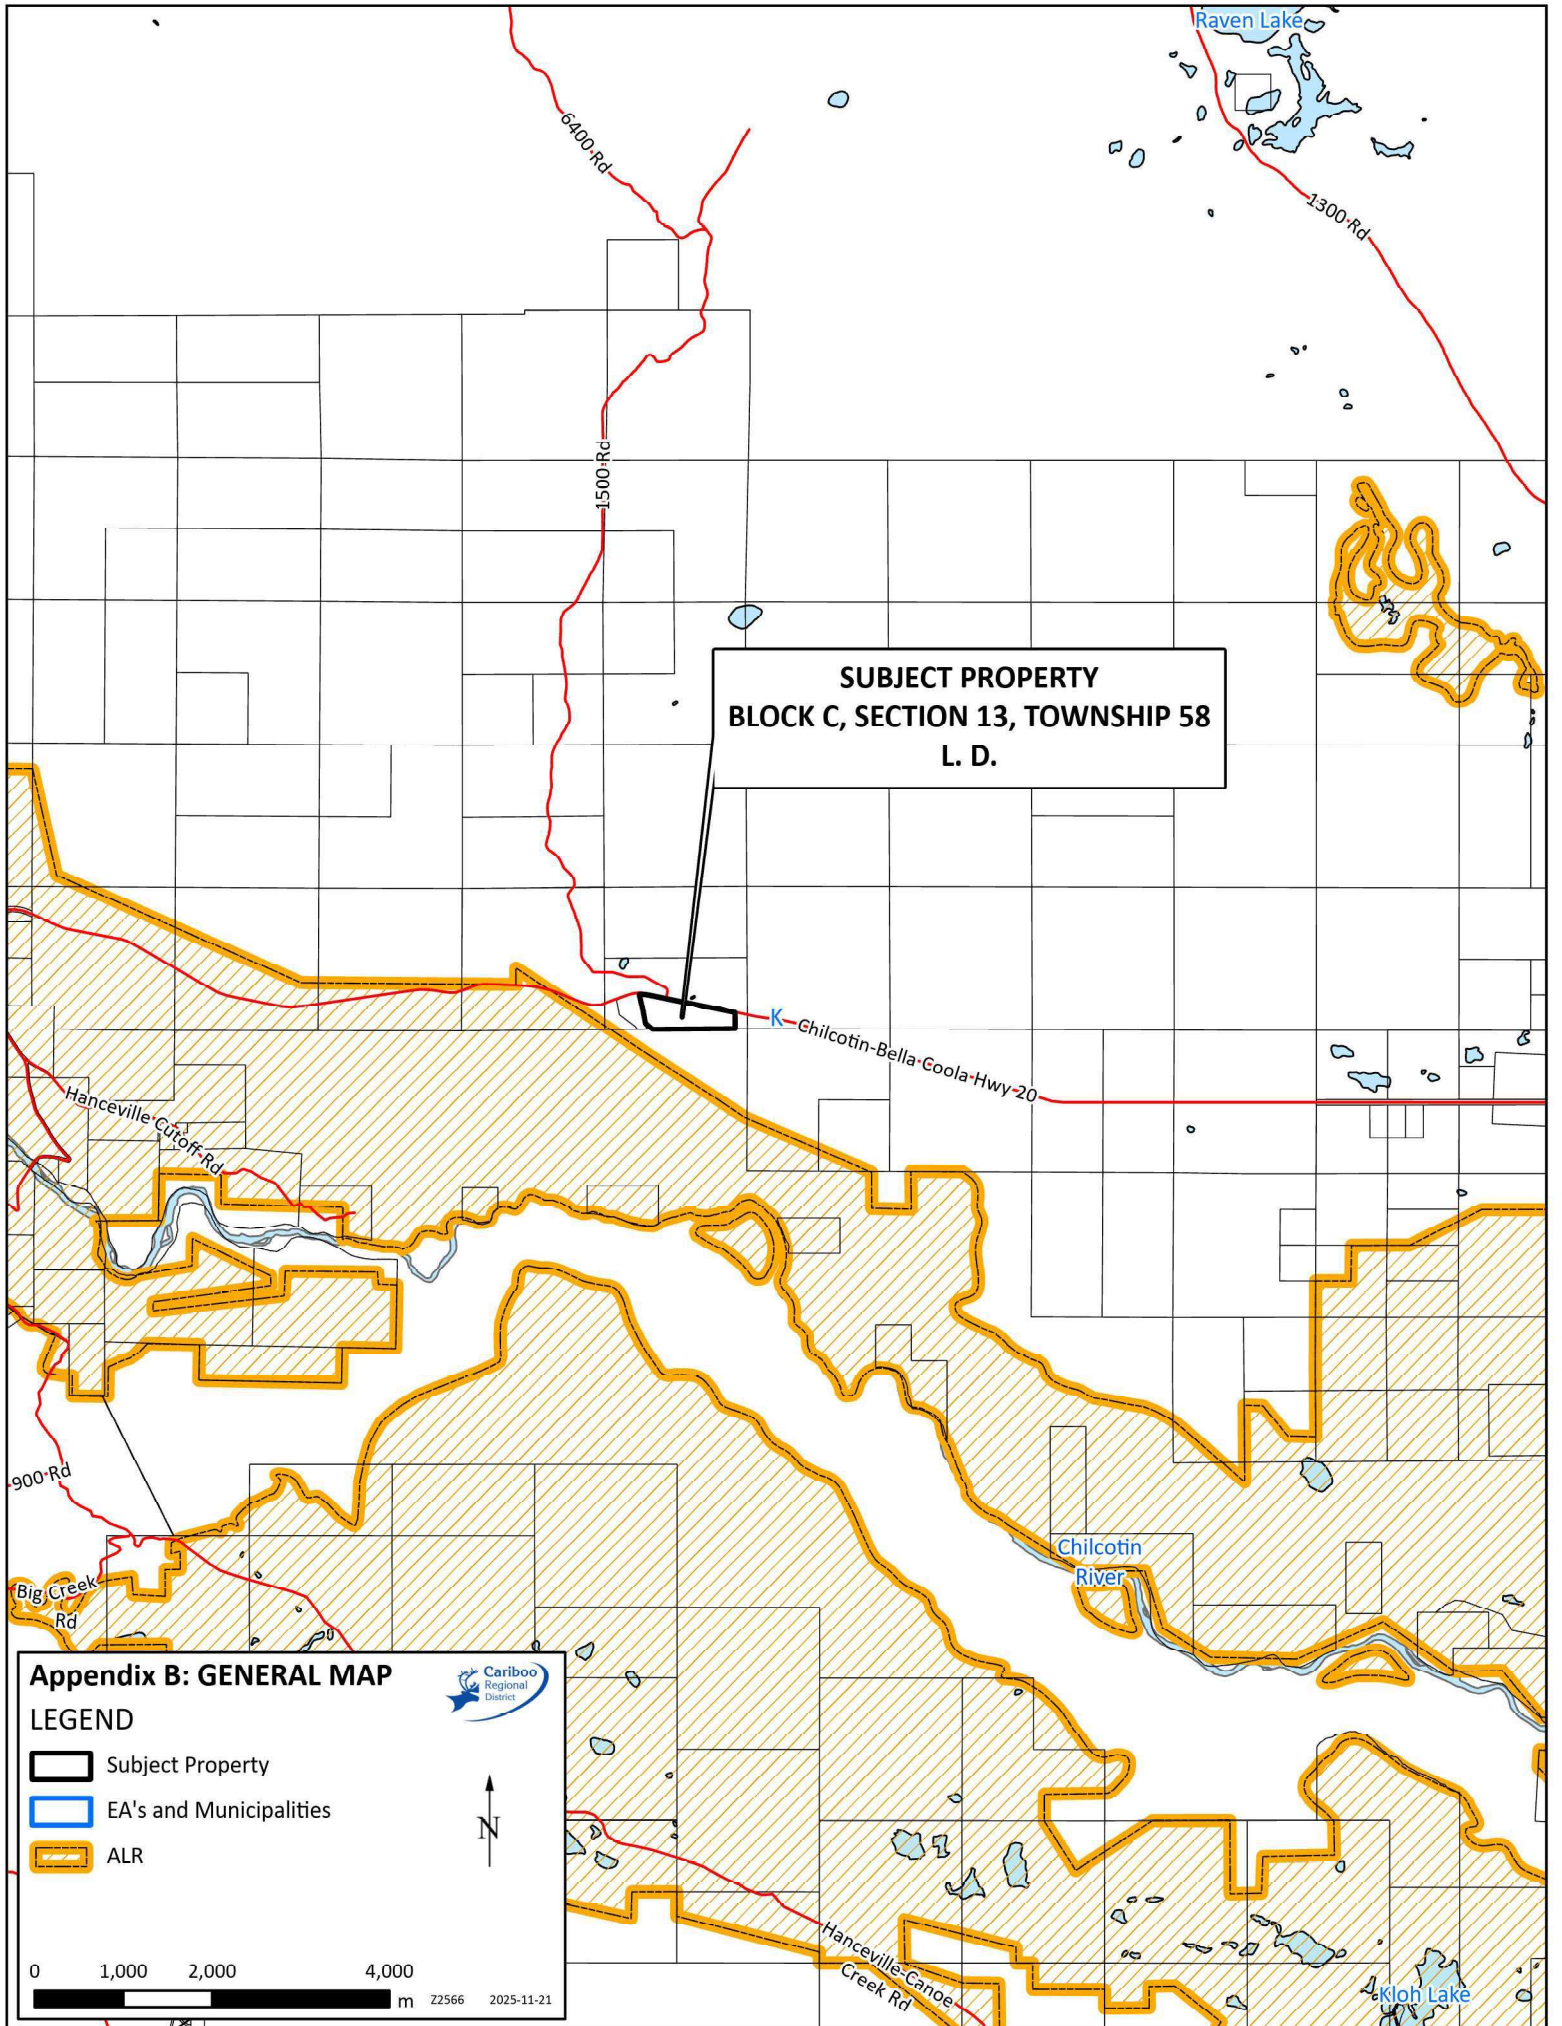 Raven Lake
6400 Rd
1300 Rd
1500 Rd
SUBJECT PROPERTY
BLOCK C, SECTION 13, TOWNSHIP 58
L. D.
K
Chilcotin-Bella Coola Hwy 20
Hanceville Cutoff Rd
900 Rd
Chilcotin
River
Big Creek
Rd
Appendix B: GENERAL MAP
Cariboo
Regional
District
LEGEND
Subject Property
EA's and Municipalities
ALR
N
0 1,000 2,000 4,000
m Z2566 2025-11-21
Hanceville-Canoe
Creek Rd
Kloh Lake